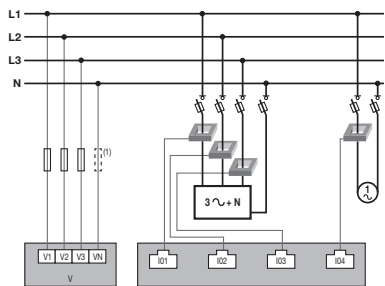 L1
L2
L3
N
(1)
3 ~ + N
1
~
V1 V2 V3 VN
V
I01 I02 I03 I04